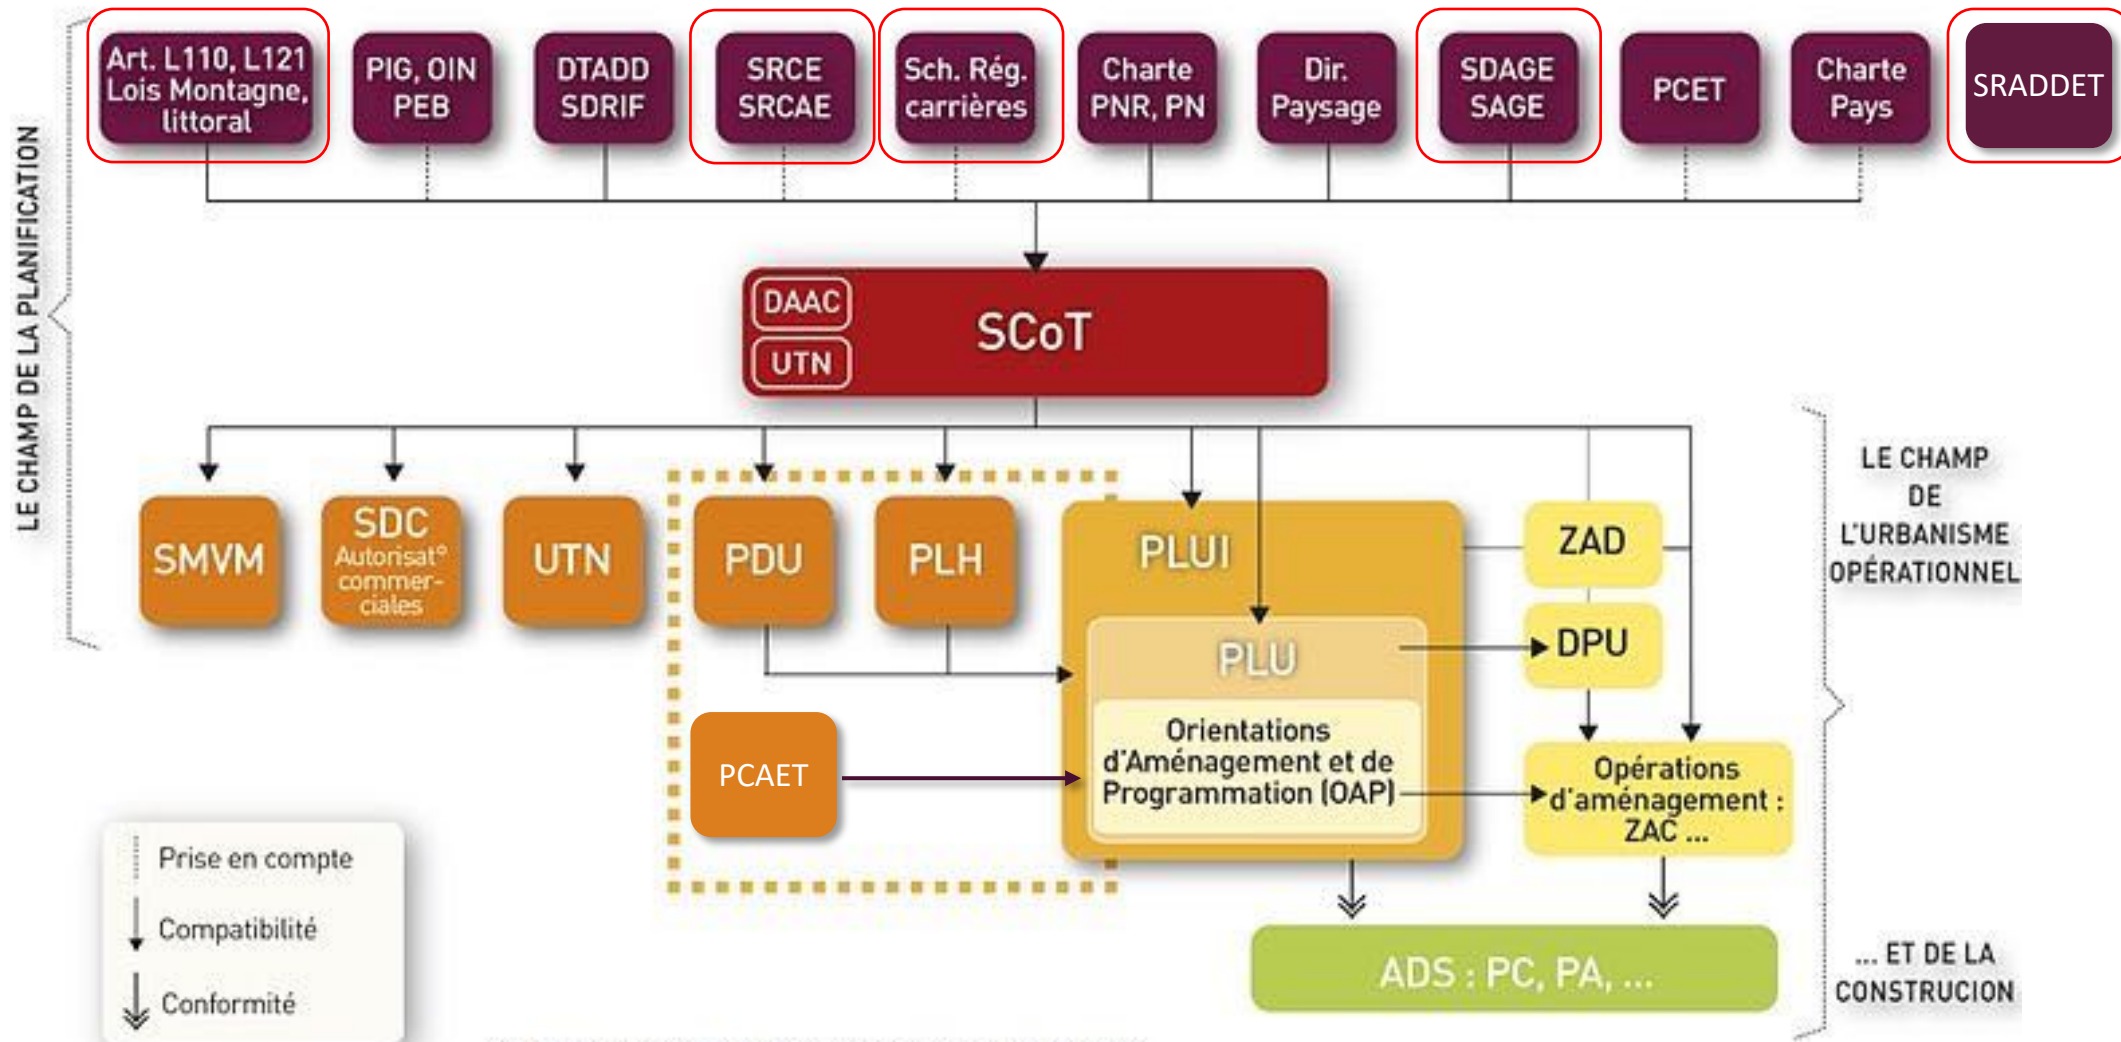 LE CHAMP DE LA PLANIFICATION
Art. L110, L121
Lois Montagne,
littoral
PIG, OIN
PEB
DTADD
SDRIF
SRCE
SRCAE
Sch. Rég.
carrières
Charte
PNR, PN
Dir.
Paysage
SDAGE
SAGE
PCET
Charte
Pays
SRADDET
DAAC
UTN
SCoT
SMVM
SDC
Autorisat°
commer-
ciales
UTN
PDU
PLH
PLUI
PLU
Orientations
d'Aménagement et de
Programmation (OAP)
PCAET
ZAD
DPU
Opérations
d'aménagement :
ZAC ...
ADS : PC, PA, ...
LE CHAMP
DE
L'URBANISME
OPÉRATIONNEL
... ET DE LA
CONSTRUCION
Prise en compte
Compatibilité
Conformité